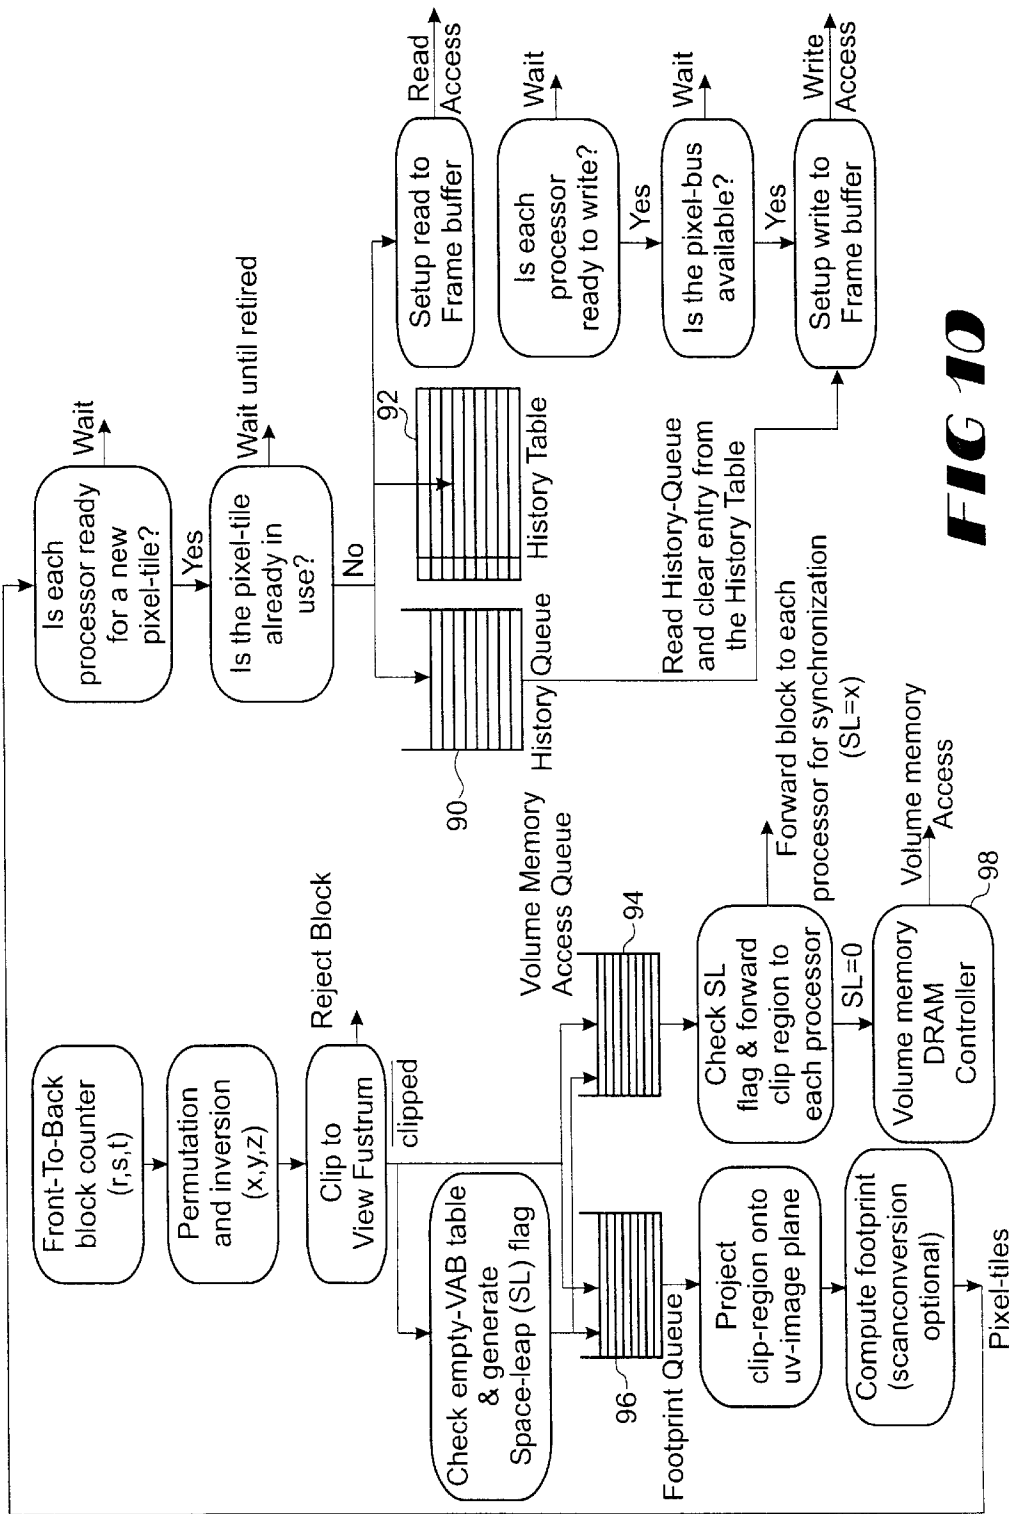 Front-To-Back
block counter
(r,s,t)
Permutation
and inversion
(x,y,z)
Clip to
View Fustrum
Reject Block
clipped
Check empty-VAB table
& generate
Space-leap (SL) flag
Volume Memory
Access Queue
94
96
Footprint Queue
Project
clip-region onto
uv-image plane
Compute footprint
(scanconversion
optional)
Pixel-tiles
Check SL
flag & forward
clip region to
each processor
Forward block to each
processor for synchronization
(SL=x)
SL=0
Volume memory
DRAM
Controller
98
Volume memory
Access
Is each
processor ready
for a new
pixel-tile?
Wait
Yes
Is the pixel-tile
already in
use?
Wait until retired
No
90
History Queue
92
History Table
Read History-Queue
and clear entry from
the History Table
Setup read to
Frame buffer
Read
Access
Is each
processor
ready to write?
Wait
Yes
Is the pixel-bus
available?
Wait
Yes
Setup write to
Frame buffer
Write
Access
FIG 10